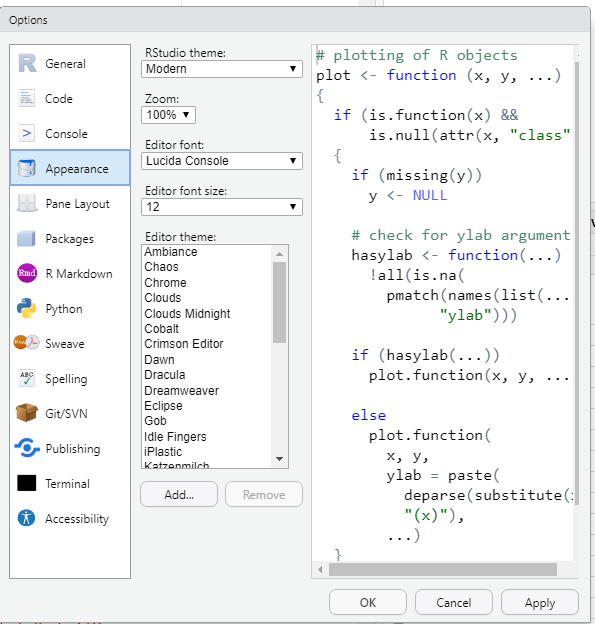 Options
General
Code
Console
Appearance
Pane Layout
Packages
Rmd R Markdown
Python
Rnw Sweave
ABC Spelling
Git/SVN
Publishing
Terminal
Accessibility
RStudio theme:
Modern
Zoom:
100%
Editor font:
Lucida Console
Editor font size:
12
Editor theme:
Ambiance
Chaos
Chrome
Clouds
Clouds Midnight
Cobalt
Crimson Editor
Dawn
Dracula
Dreamweaver
Eclipse
Gob
Idle Fingers
iPlastic
Katzenmilch
Add...
Remove
# plotting of R objects
plot <- function (x, y, ...)
{
if (is.function(x) &&
is.null(attr(x, "class"
{
if (missing(y))
y <- NULL
# check for ylab argument
hasylab <- function(...)
!all(is.na(
pmatch(names(list(...
"ylab")))
if (hasylab(...))
plot.function(x, y, ...
else
plot.function(
x, y,
ylab = paste(
deparse(substitute(
"(x)"),
...)
}
OK
Cancel
Apply